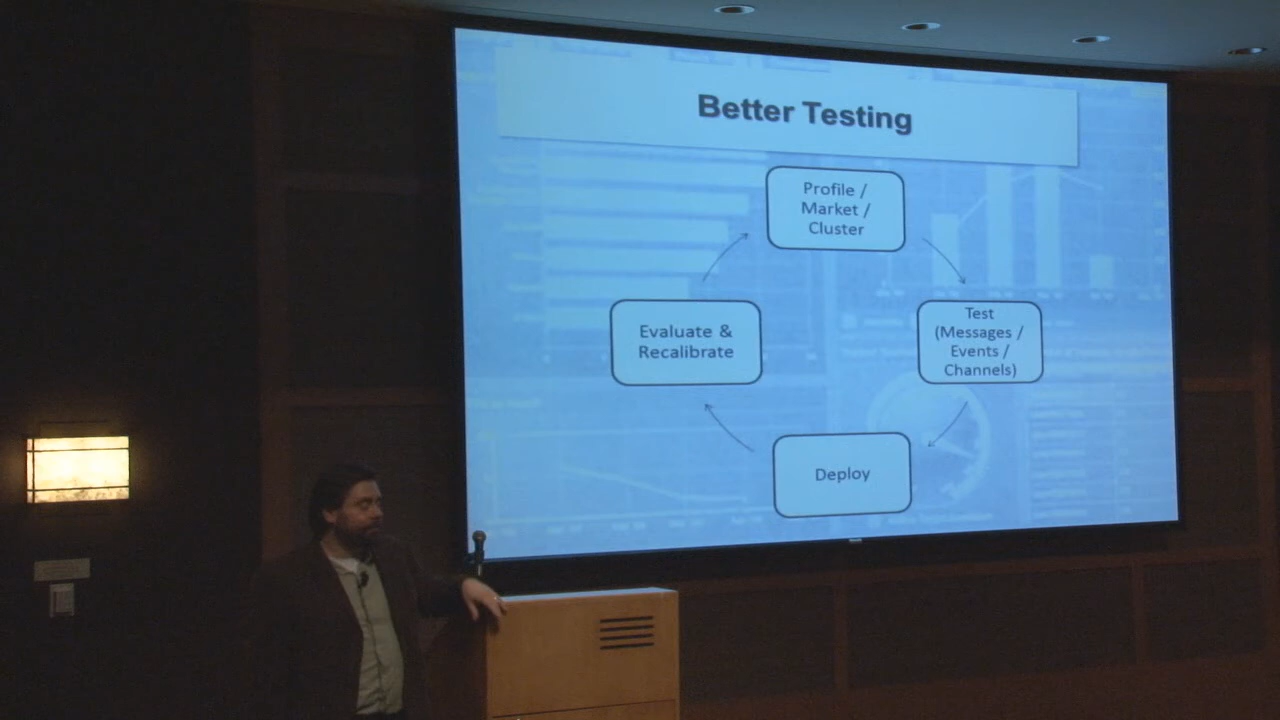 Better Testing
Profile /
Market /
Cluster
Test
(Messages /
Events /
Channels)
Deploy
Evaluate &
Recalibrate